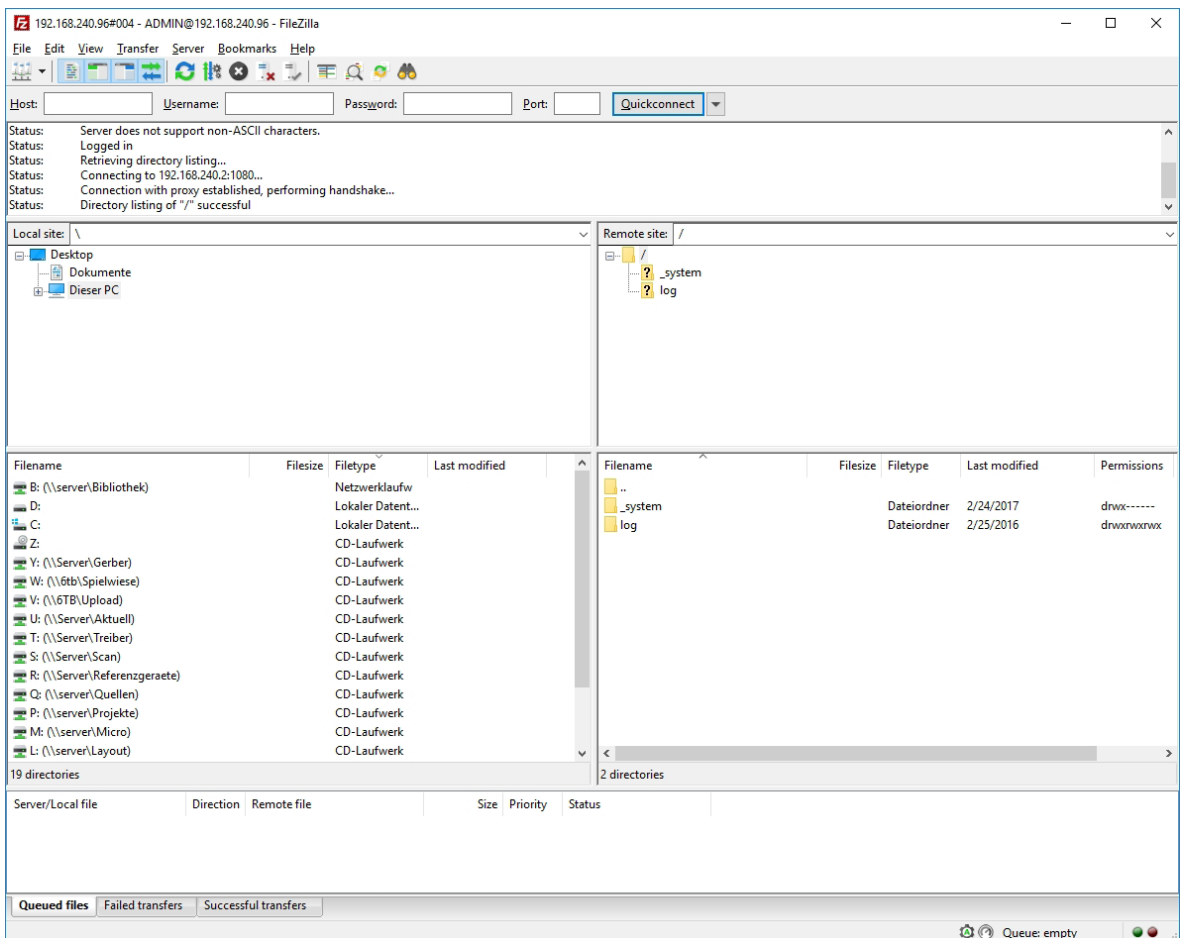 192.168.240.96#004 - ADMIN@192.168.240.96 - FileZilla
File Edit View Transfer Server Bookmarks Help
Host: Username: Password: Port: Quickconnect
Status: Server does not support non-ASCII characters.
Status: Logged in
Status: Retrieving directory listing...
Status: Connecting to 192.168.240.2:1080...
Status: Connection with proxy established, performing handshake...
Status: Directory listing of "/" successful
Local site: \
Desktop
Dokumente
Dieser PC
Remote site: /
/
_system
log
Filename Filesize Filetype Last modified
B: (\\server\Bibliothek) Netzwerklaufw
D: Lokaler Datent...
C: Lokaler Datent...
Z: CD-Laufwerk
Y: (\\Server\Gerber) CD-Laufwerk
W: (\\6tb\Spielwiese) CD-Laufwerk
V: (\\6TB\Upload) CD-Laufwerk
U: (\\Server\Aktuell) CD-Laufwerk
T: (\\Server\Treiber) CD-Laufwerk
S: (\\Server\Scan) CD-Laufwerk
R: (\\Server\Referenzgeraete) CD-Laufwerk
Q: (\\server\Quellen) CD-Laufwerk
P: (\\server\Projekte) CD-Laufwerk
M: (\\server\Micro) CD-Laufwerk
L: (\\server\Layout) CD-Laufwerk
19 directories
Filename Filesize Filetype Last modified Permissions
..
_system Dateiordner 2/24/2017 drwx------
log Dateiordner 2/25/2016 drwxrwxrwx
2 directories
Server/Local file Direction Remote file Size Priority Status
Queued files Failed transfers Successful transfers
Queue: empty